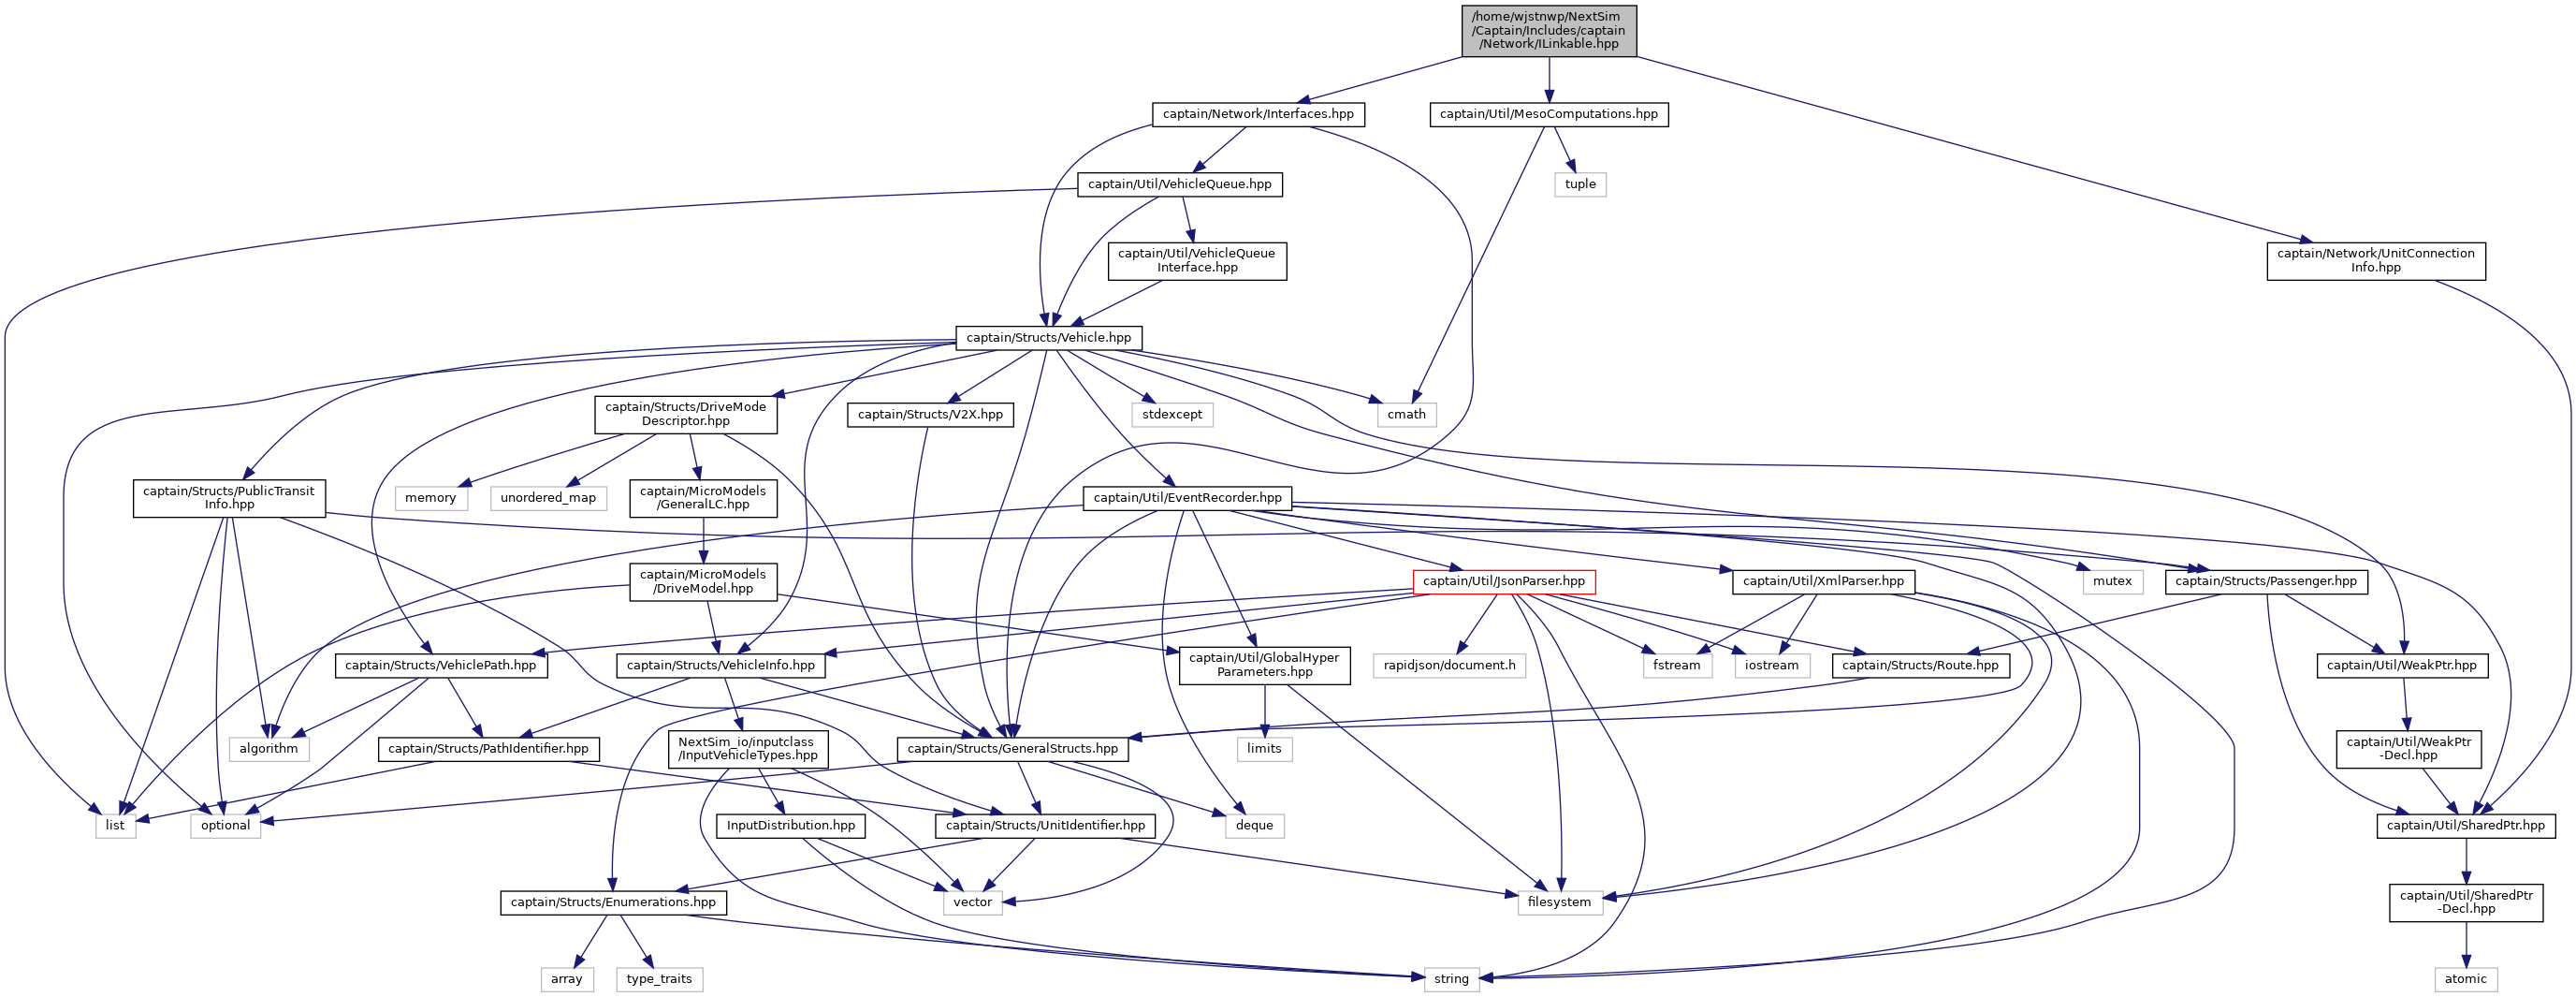 /home/wjstnwp/NextSim
/Captain/Includes/captain
/Network/ILinkable.hpp
captain/Network/Interfaces.hpp
captain/Util/MesoComputations.hpp
captain/Util/VehicleQueue.hpp
tuple
captain/Util/VehicleQueue
Interface.hpp
captain/Network/UnitConnection
Info.hpp
captain/Structs/Vehicle.hpp
captain/Structs/DriveMode
Descriptor.hpp
captain/Structs/V2X.hpp
stdexcept
cmath
captain/Structs/PublicTransit
Info.hpp
memory
unordered_map
captain/MicroModels
/GeneralLC.hpp
captain/Util/EventRecorder.hpp
captain/MicroModels
/DriveModel.hpp
captain/Util/JsonParser.hpp
captain/Util/XmlParser.hpp
mutex
captain/Structs/Passenger.hpp
captain/Structs/VehiclePath.hpp
captain/Structs/VehicleInfo.hpp
captain/Util/GlobalHyper
Parameters.hpp
rapidjson/document.h
fstream
iostream
captain/Structs/Route.hpp
captain/Util/WeakPtr.hpp
algorithm
captain/Structs/PathIdentifier.hpp
NextSim_io/inputclass
/InputVehicleTypes.hpp
captain/Structs/GeneralStructs.hpp
limits
captain/Util/WeakPtr
-Decl.hpp
list
optional
InputDistribution.hpp
captain/Structs/UnitIdentifier.hpp
deque
captain/Util/SharedPtr.hpp
captain/Structs/Enumerations.hpp
vector
filesystem
captain/Util/SharedPtr
-Decl.hpp
array
type_traits
string
atomic